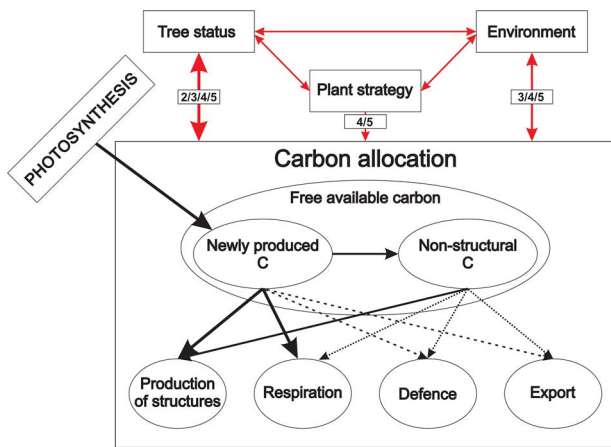 Tree status
Environment
Plant strategy
2/3/4/5
4/5
3/4/5
PHOTOSYNTHESIS
Carbon allocation
Free available carbon
Newly produced
C
Non-structural
C
Production
of structures
Respiration
Defence
Export